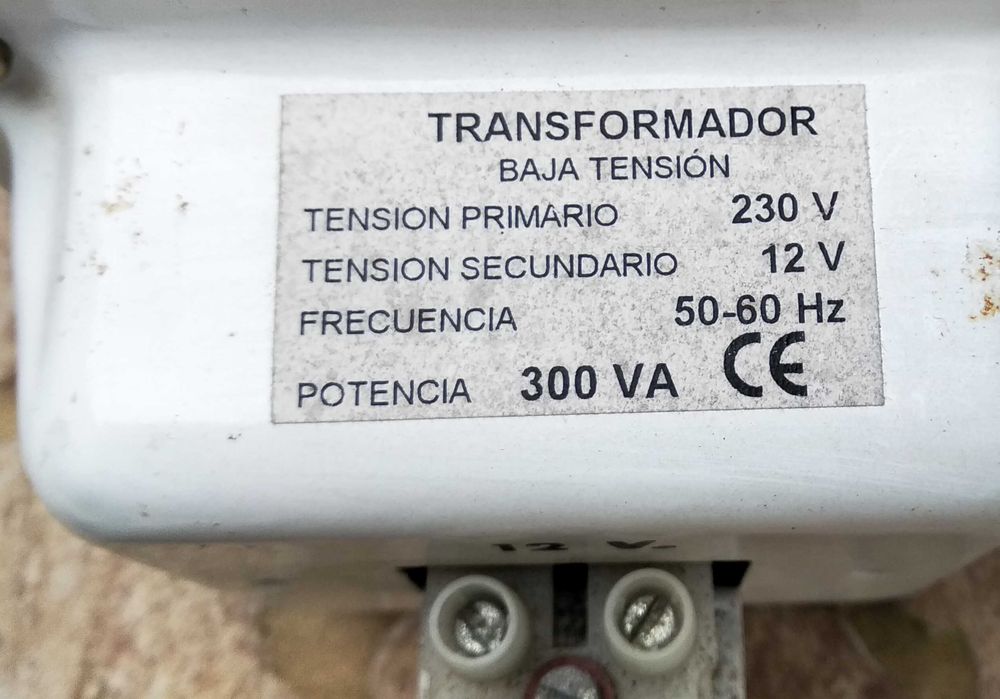 TRANSFORMADOR
BAJA TENSIÓN
TENSION PRIMARIO 230 V
TENSION SECUNDARIO 12 V
FRECUENCIA 50-60 Hz
POTENCIA 300 VA CE
12 V.